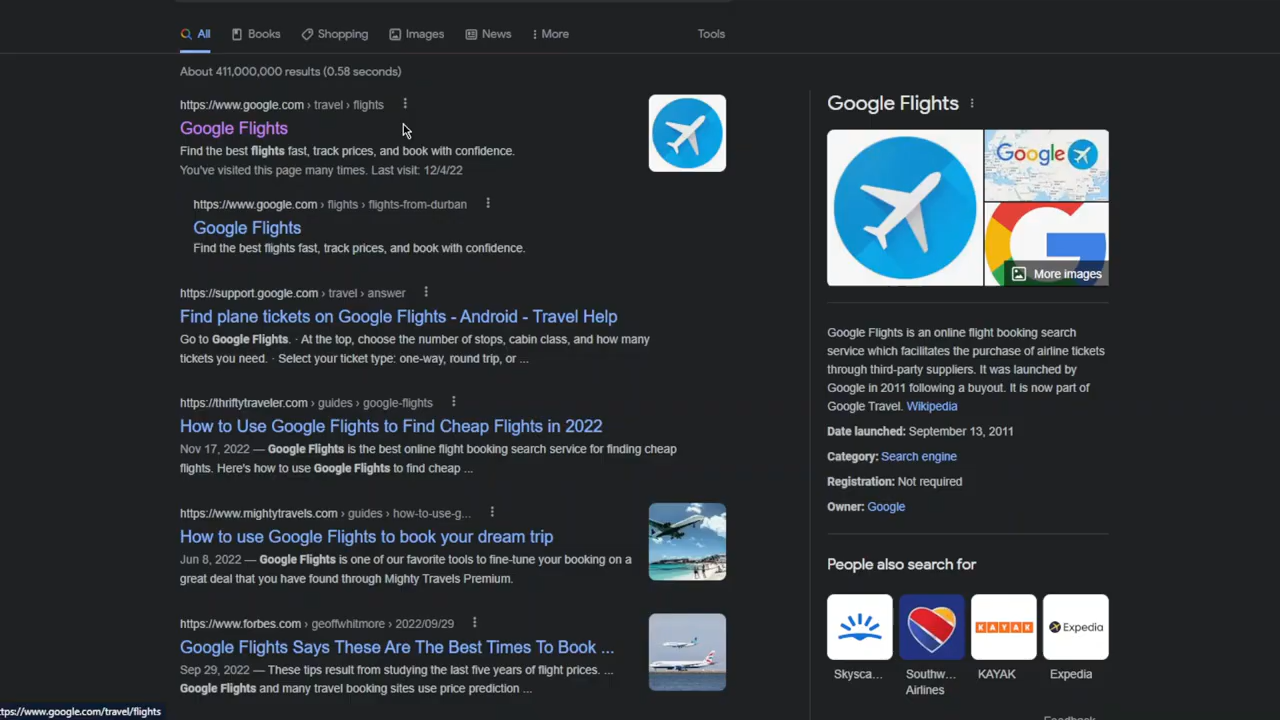 All Books Shopping Images News More Tools
About 411,000,000 results (0.58 seconds)
https://www.google.com › travel › flights
Google Flights
Find the best flights fast, track prices, and book with confidence.
You've visited this page many times. Last visit: 12/4/22
https://www.google.com › flights › flights-from-durban
Google Flights
Find the best flights fast, track prices, and book with confidence.
https://support.google.com › travel › answer
Find plane tickets on Google Flights - Android - Travel Help
Go to Google Flights. · At the top, choose the number of stops, cabin class, and how many
tickets you need. · Select your ticket type: one-way, round trip, or ...
https://thriftytraveler.com › guides › google-flights
How to Use Google Flights to Find Cheap Flights in 2022
Nov 17, 2022 — Google Flights is the best online flight booking search service for finding cheap
flights. Here's how to use Google Flights to find cheap ...
https://www.mightytravels.com › guides › how-to-use-g...
How to use Google Flights to book your dream trip
Jun 8, 2022 — Google Flights is one of our favorite tools to fine-tune your booking on a
great deal that you have found through Mighty Travels Premium.
https://www.forbes.com › geoffwhitmore › 2022/09/29
Google Flights Says These Are The Best Times To Book ...
Sep 29, 2022 — These tips result from studying the last five years of flight prices. ...
Google Flights and many travel booking sites use price prediction ...
ttps://www.google.com/travel/flights
Google Flights
Google
More images
Google Flights is an online flight booking search
service which facilitates the purchase of airline tickets
through third-party suppliers. It was launched by
Google in 2011 following a buyout. It is now part of
Google Travel. Wikipedia
Date launched: September 13, 2011
Category: Search engine
Registration: Not required
Owner: Google
People also search for
KAYAK Expedia
Skysca... Southw... KAYAK Expedia
Airlines